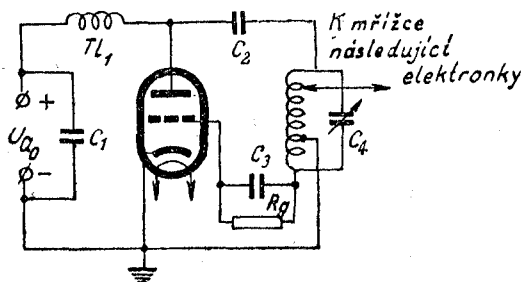 Tl₁
C₂
K mřížce
následující
elektronky
+
Uₐ₀
C₁
-
C₃
C₄
Rg